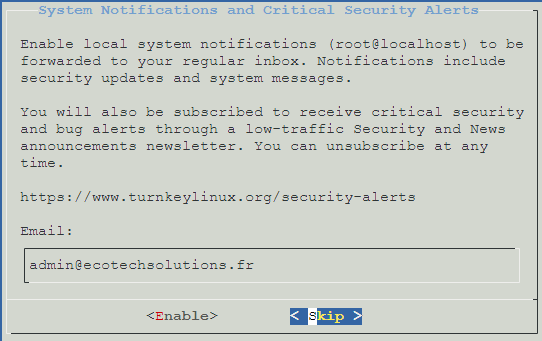 System Notifications and Critical Security Alerts
Enable local system notifications (root@localhost) to be
forwarded to your regular inbox. Notifications include
security updates and system messages.
You will also be subscribed to receive critical security
and bug alerts through a low-traffic Security and News
announcements newsletter. You can unsubscribe at any
time.
https://www.turnkeylinux.org/security-alerts
Email:
admin@ecotechsolutions.fr
<Enable> < Skip >